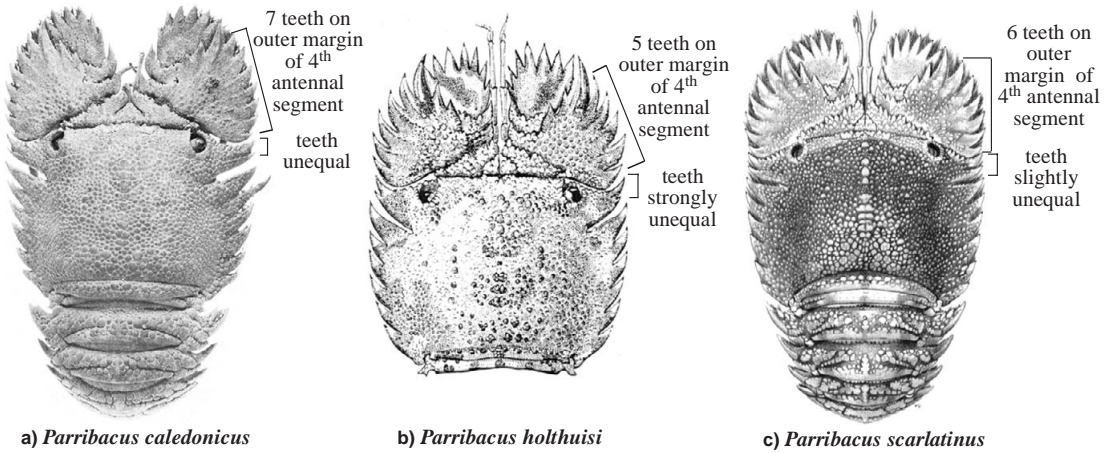 7 teeth on
outer margin
of 4th
antennal
segment
teeth
unequal
5 teeth on
outer margin
of 4th
antennal
segment
teeth
strongly
unequal
6 teeth on
outer
margin of
4th antennal
segment
teeth
slightly
unequal
a) Parribacus caledonicus
b) Parribacus holthuisi
c) Parribacus scarlatinus